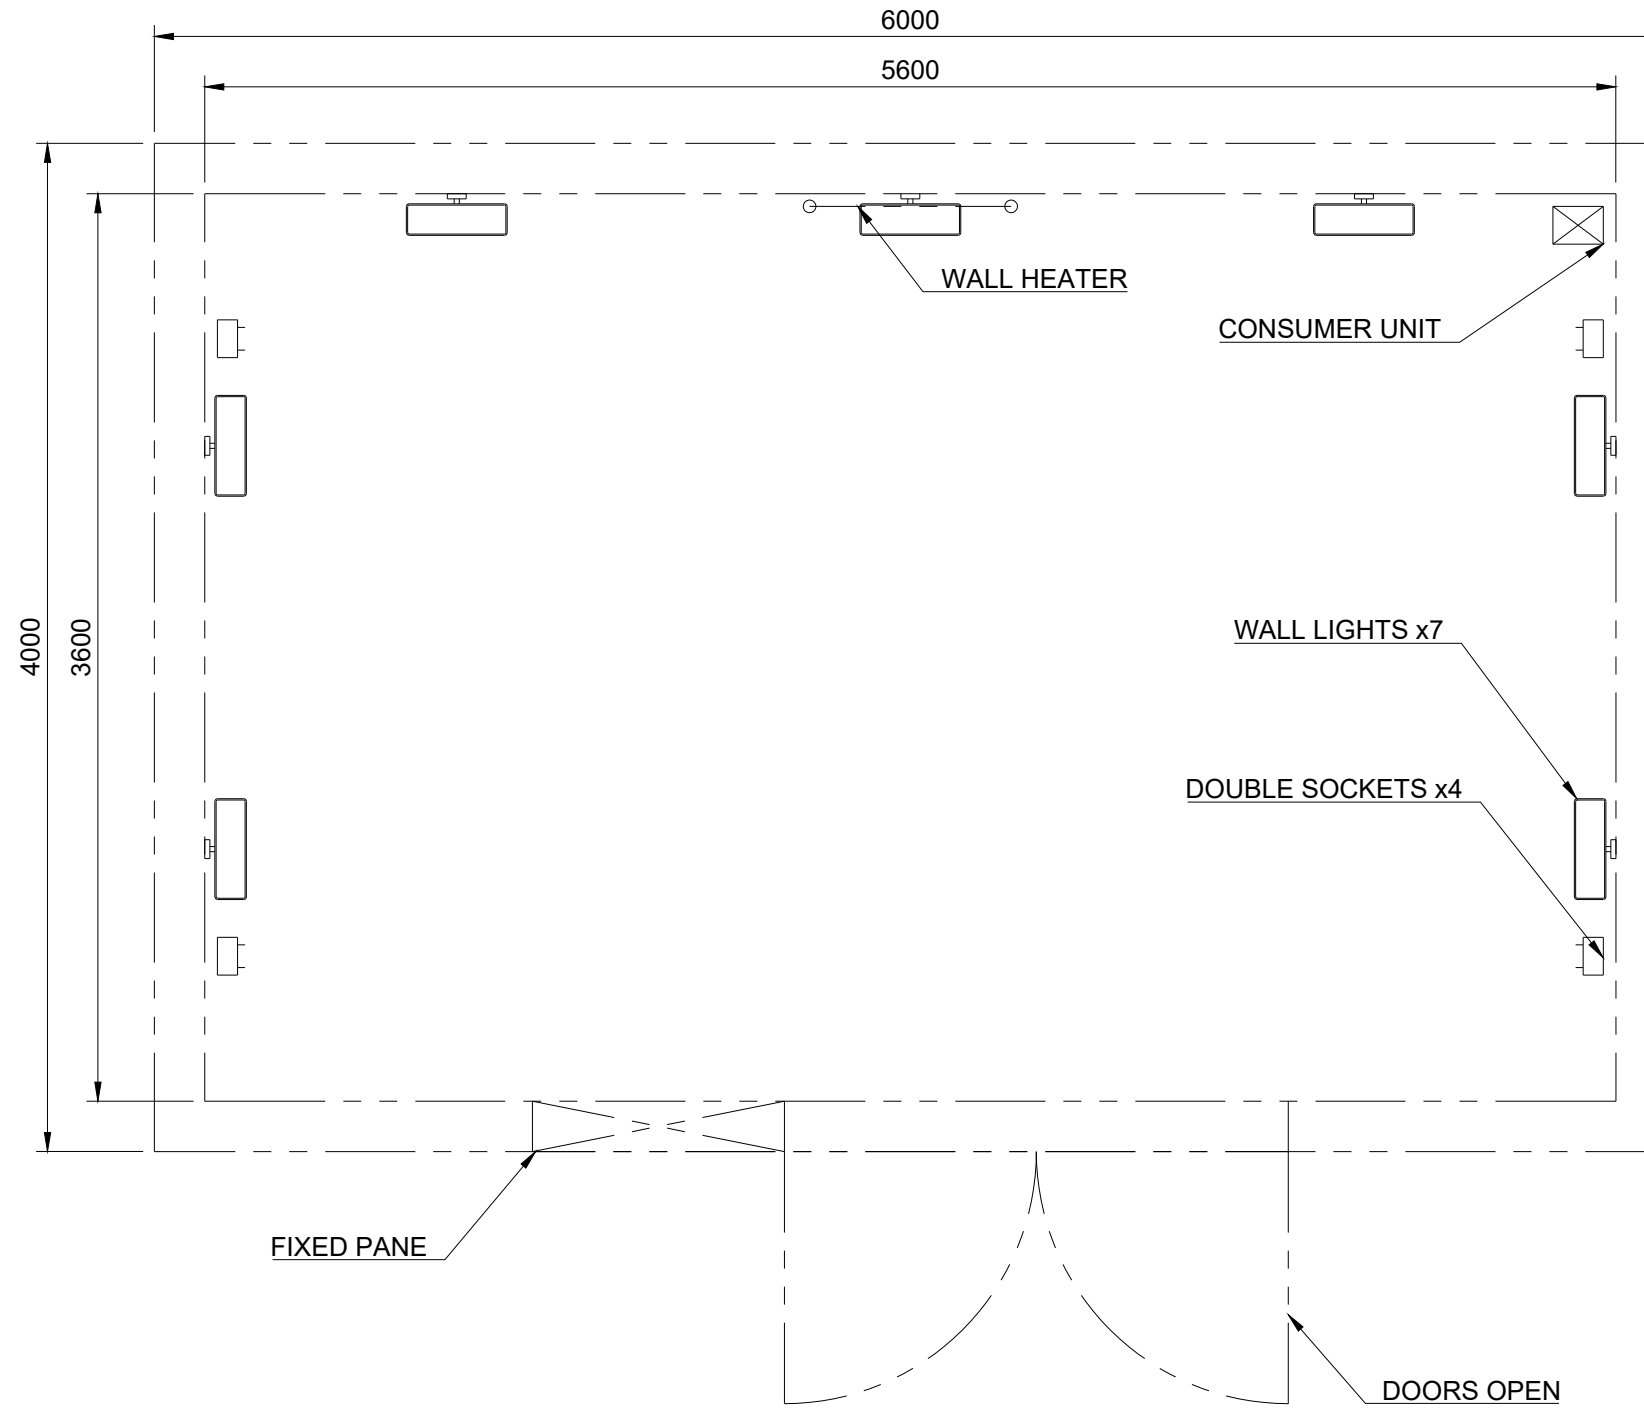 6000
5600
WALL HEATER
CONSUMER UNIT
4000
3600
WALL LIGHTS x7
DOUBLE SOCKETS x4
FIXED PANE
DOORS OPEN